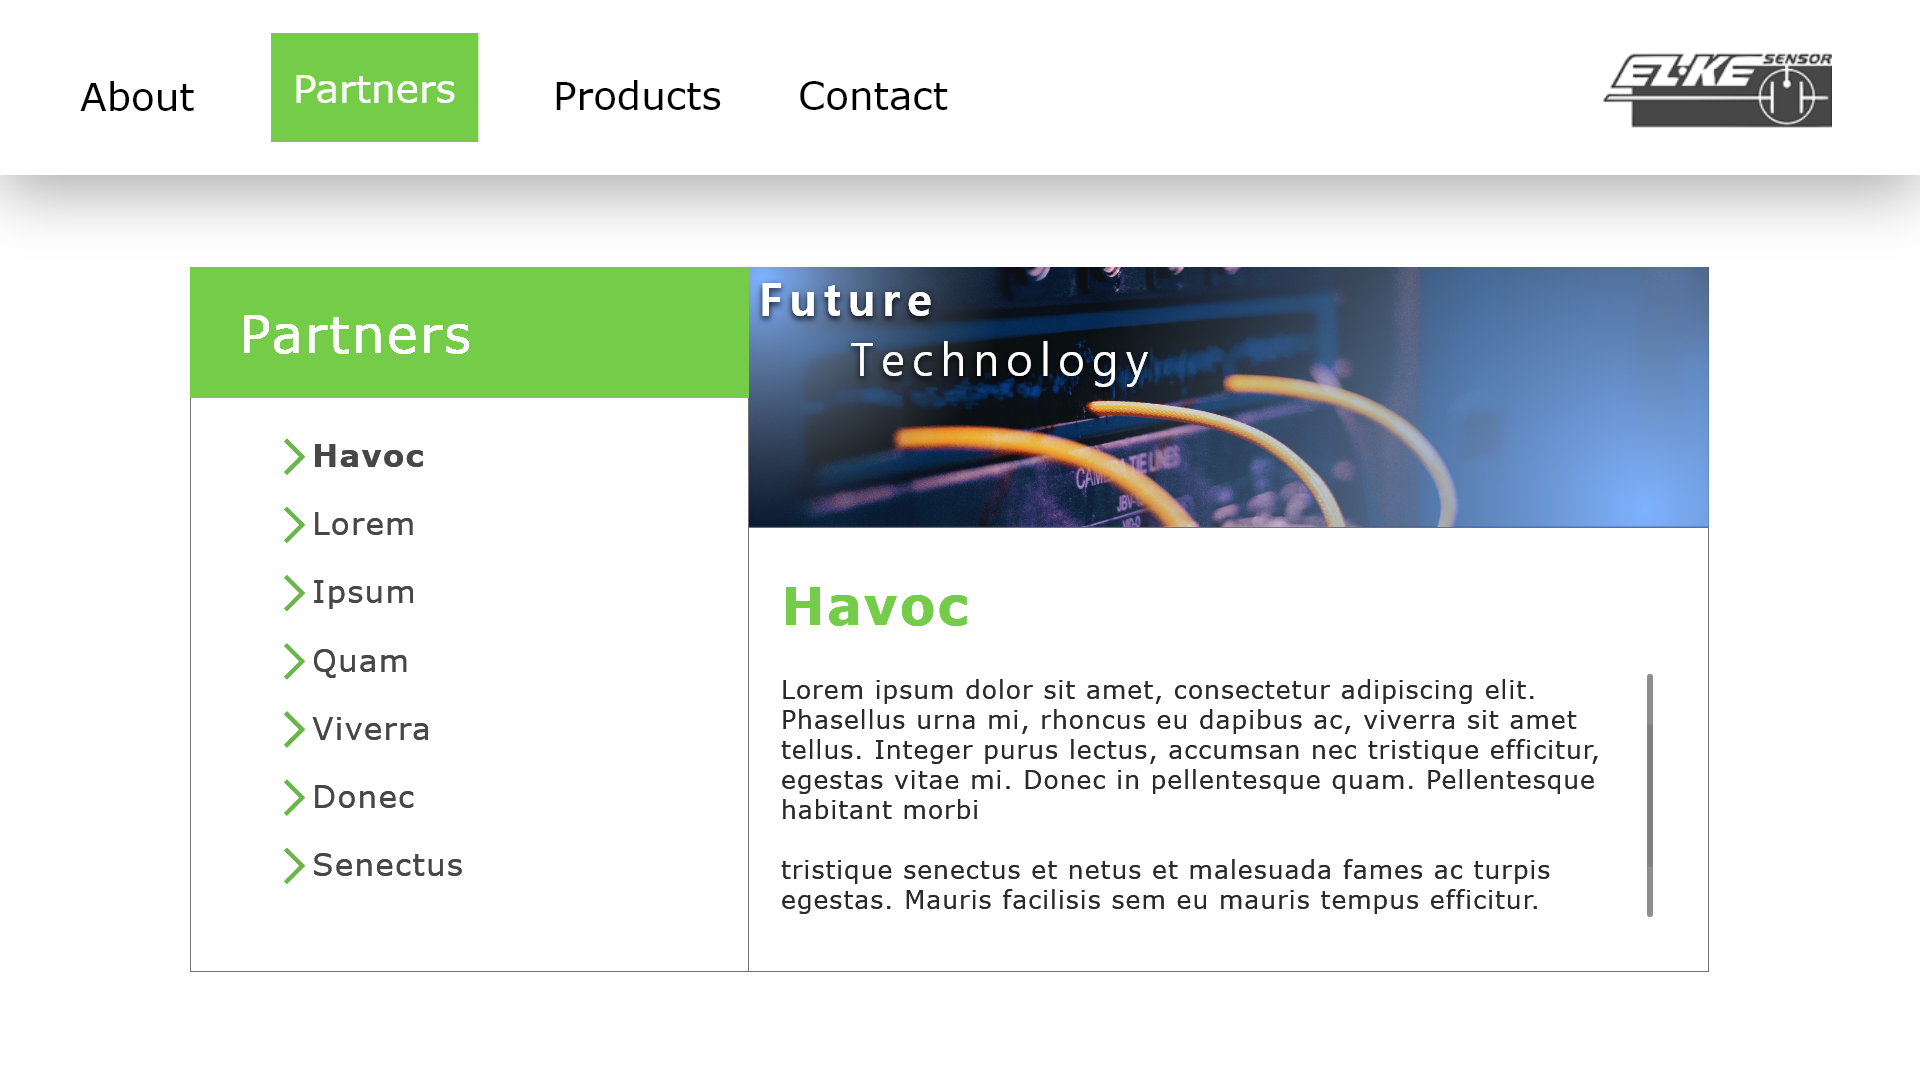 About
Partners
Products
Contact
EL-KE SENSOR
Partners
Havoc
Lorem
Ipsum
Quam
Viverra
Donec
Senectus
Future
Technology
CAMERA TIE LINES
Havoc
Lorem ipsum dolor sit amet, consectetur adipiscing elit.
Phasellus urna mi, rhoncus eu dapibus ac, viverra sit amet
tellus. Integer purus lectus, accumsan nec tristique efficitur,
egestas vitae mi. Donec in pellentesque quam. Pellentesque
habitant morbi
tristique senectus et netus et malesuada fames ac turpis
egestas. Mauris facilisis sem eu mauris tempus efficitur.